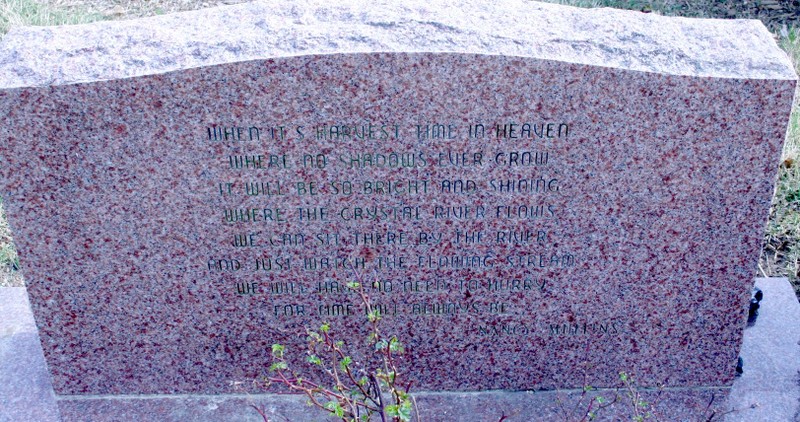 WHEN IT'S HARVEST TIME IN HEAVEN
WHERE NO SHADOWS EVER GROW
IT WILL BE SO BRIGHT AND SHINING
WHERE THE CRYSTAL RIVER FLOWS
WE CAN SIT THERE BY THE RIVER
AND JUST WATCH THE FLOWING STREAM
WE WILL HAVE NO NEED TO HURRY
FOR TIME WILL ALWAYS BE
NANCY